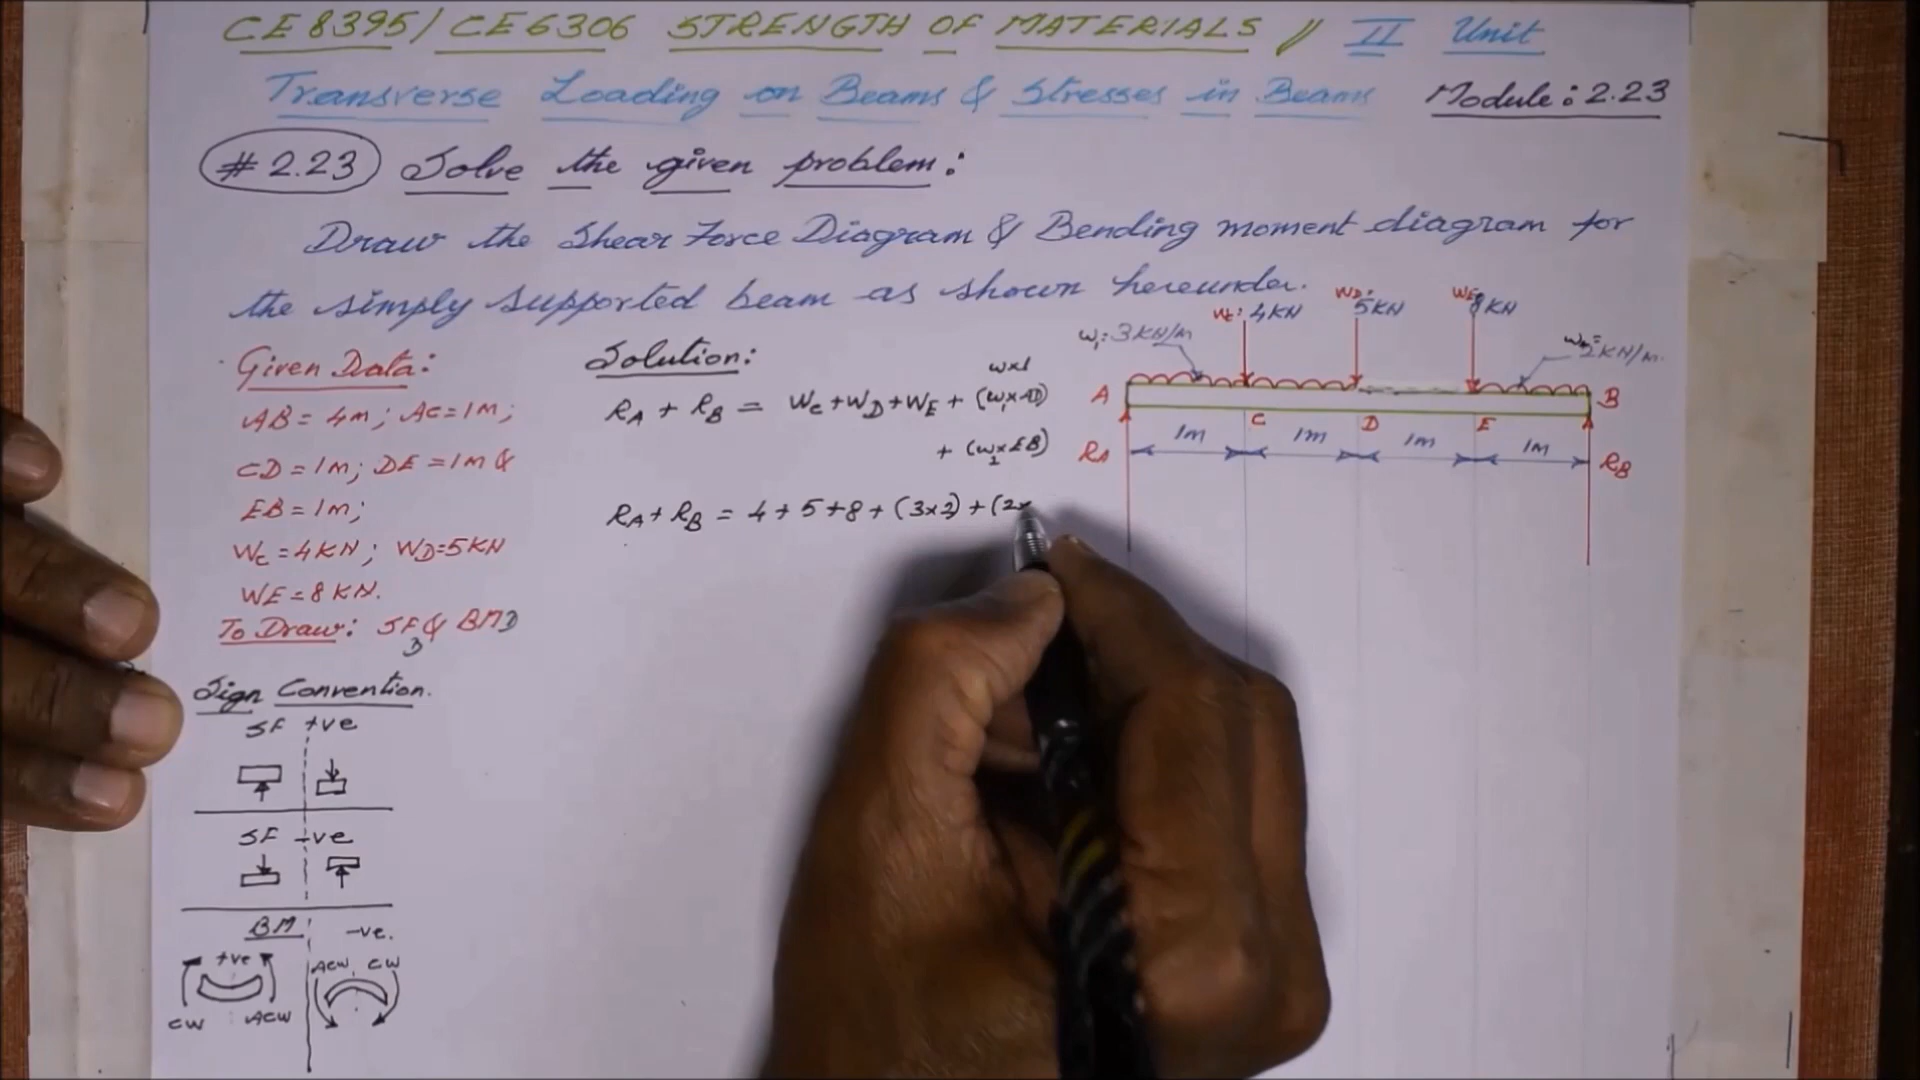 CE 8395/ CE 6306 STRENGTH OF MATERIALS // II Unit
Transverse Loading on Beams & Stresses in Beams Module: 2.23
# 2.23 Solve the given problem:
Draw the Shear Force Diagram & Bending moment diagram for
the simply supported beam as shown hereunder.
Given Data:
AB = 4m; AC = 1m;
CD = 1m; DE = 1m &
EB = 1m;
WC = 4KN; WD = 5KN
WE = 8KN.
To Draw: SFD & BMD
Sign Convention.
SF +ve
SF -ve
BM -ve.
+ve ACW CW
CW ACW
Solution:
w×l
RA + RB = WC + WD + WE + (w1×AD)
+ (w2×EB)
RA + RB = 4 + 5 + 8 + (3×2) + (2×
WC: 4KN WD: 5KN WE 8KN
w1: 3KN/m w2= 2KN/m.
A B
C D E
RA 1m 1m 1m 1m RB